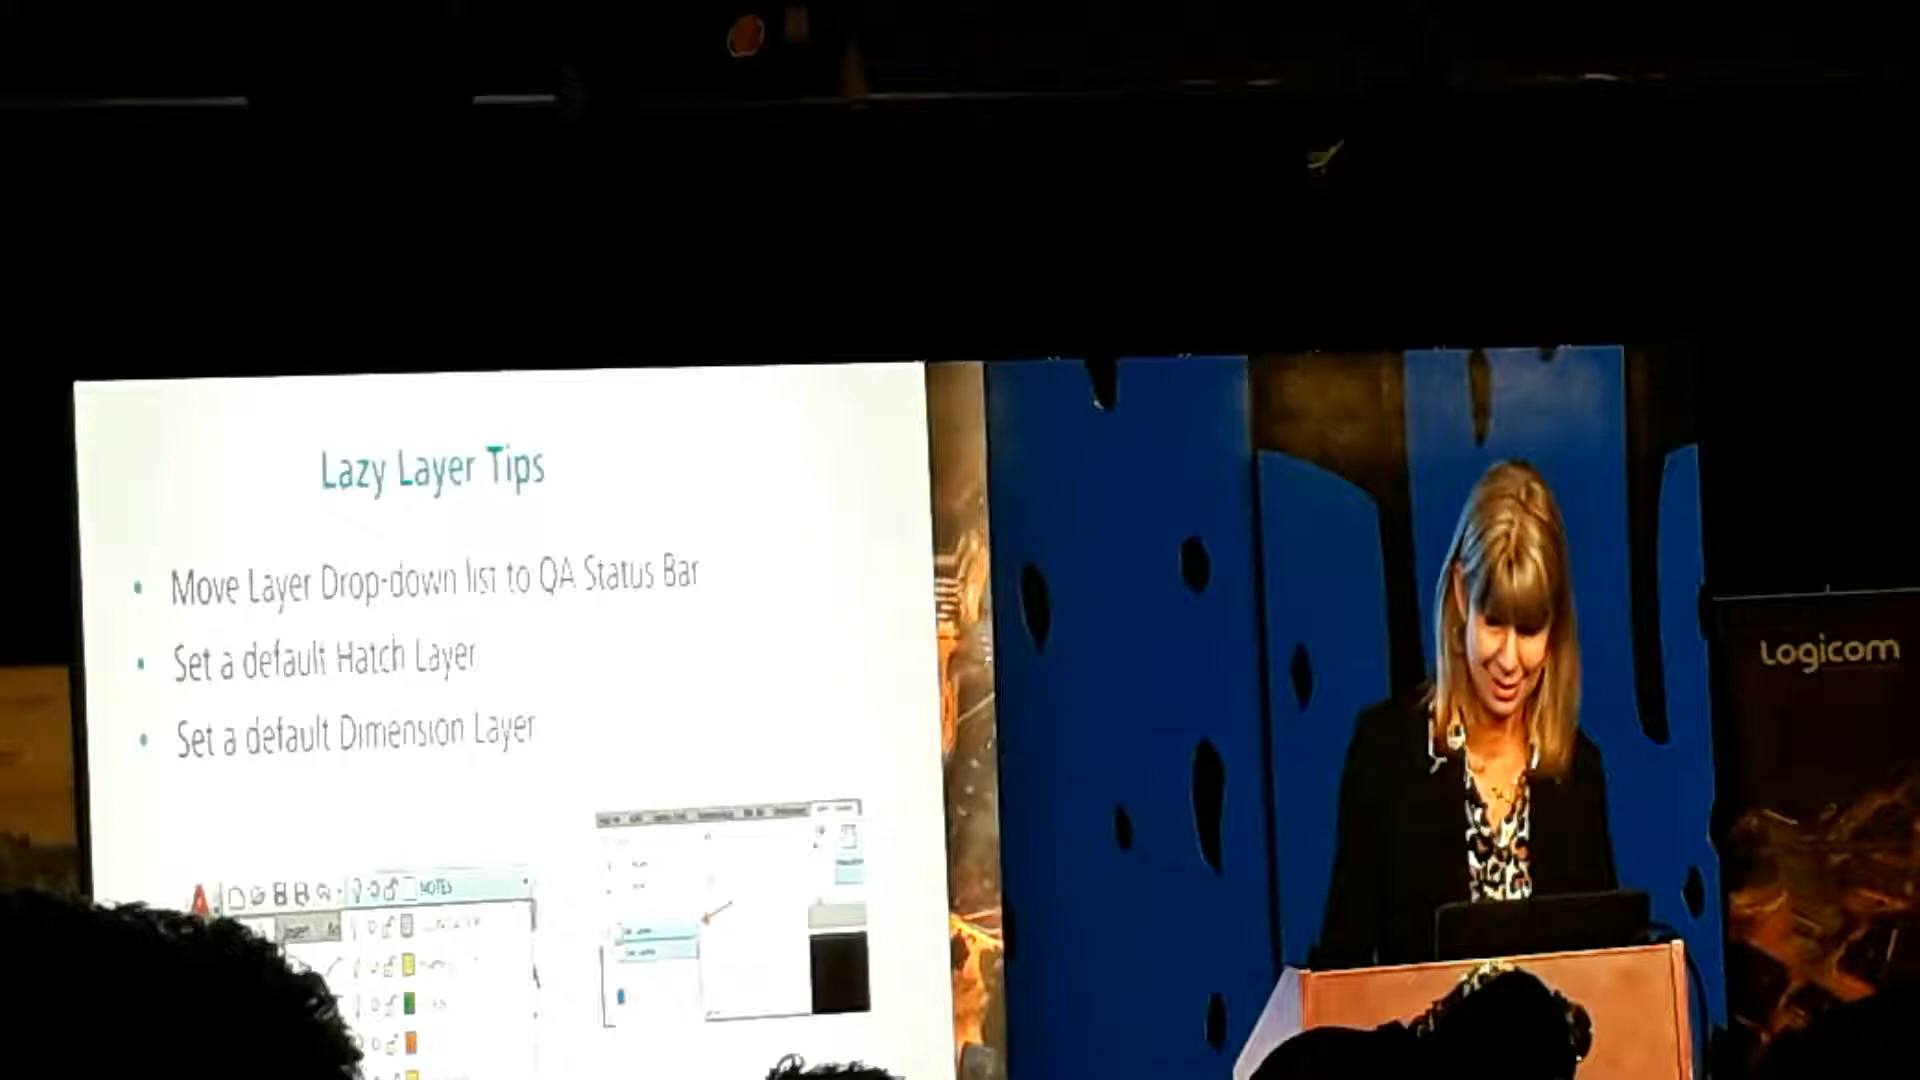 Lazy Layer Tips
• Move Layer Drop-down list to QA Status Bar
• Set a default Hatch Layer
• Set a default Dimension Layer
NOTES
Logicom